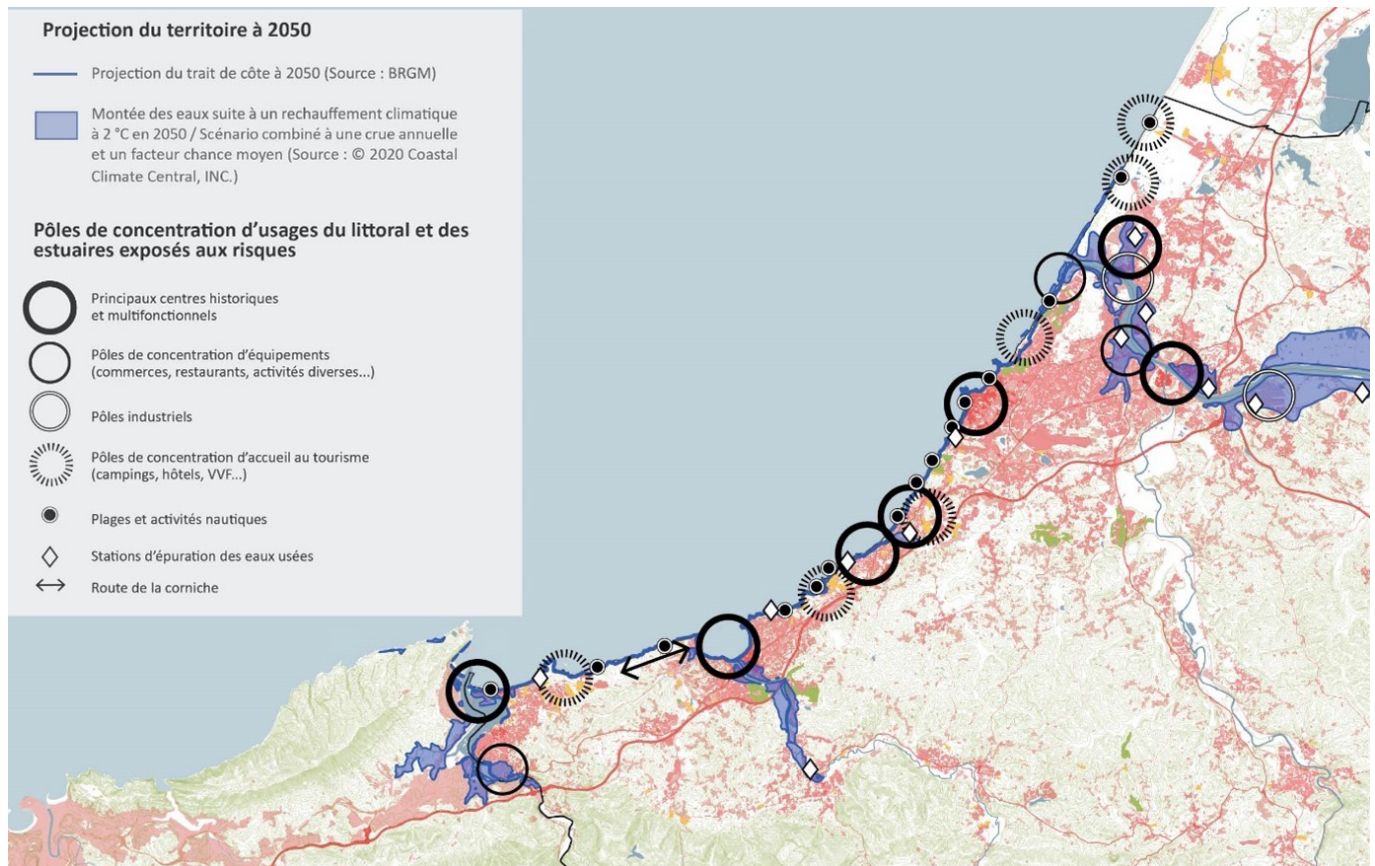 Projection du territoire à 2050
Projection du trait de côte à 2050 (Source : BRGM)
Montée des eaux suite à un rechauffement climatique
à 2 °C en 2050 / Scénario combiné à une crue annuelle
et un facteur chance moyen (Source : © 2020 Coastal
Climate Central, INC.)
Pôles de concentration d’usages du littoral et des
estuaires exposés aux risques
Principaux centres historiques
et multifonctionnels
Pôles de concentration d’équipements
(commerces, restaurants, activités diverses...)
Pôles industriels
Pôles de concentration d’accueil au tourisme
(campings, hôtels, VVF...)
Plages et activités nautiques
Stations d’épuration des eaux usées
Route de la corniche